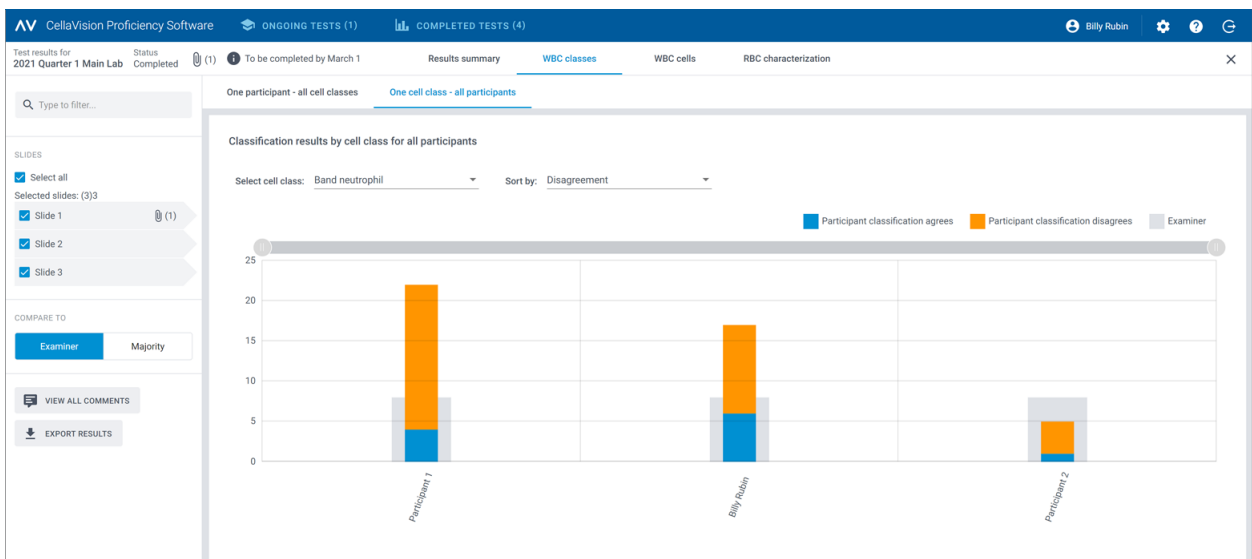 CellaVision Proficiency Software ONGOING TESTS (1) COMPLETED TESTS (4) Billy Rubin
Test results for Status
2021 Quarter 1 Main Lab Completed (1) To be completed by March 1 Results summary WBC classes WBC cells RBC characterization
Type to filter...
One participant - all cell classes One cell class - all participants
SLIDES
Select all
Selected slides: (3)3
Slide 1 (1)
Slide 2
Slide 3
COMPARE TO
Examiner Majority
VIEW ALL COMMENTS
EXPORT RESULTS
Classification results by cell class for all participants
Select cell class: Band neutrophil Sort by: Disagreement
Participant classification agrees Participant classification disagrees Examiner
25
20
15
10
5
0
Participant 1 Billy Rubin Participant 2